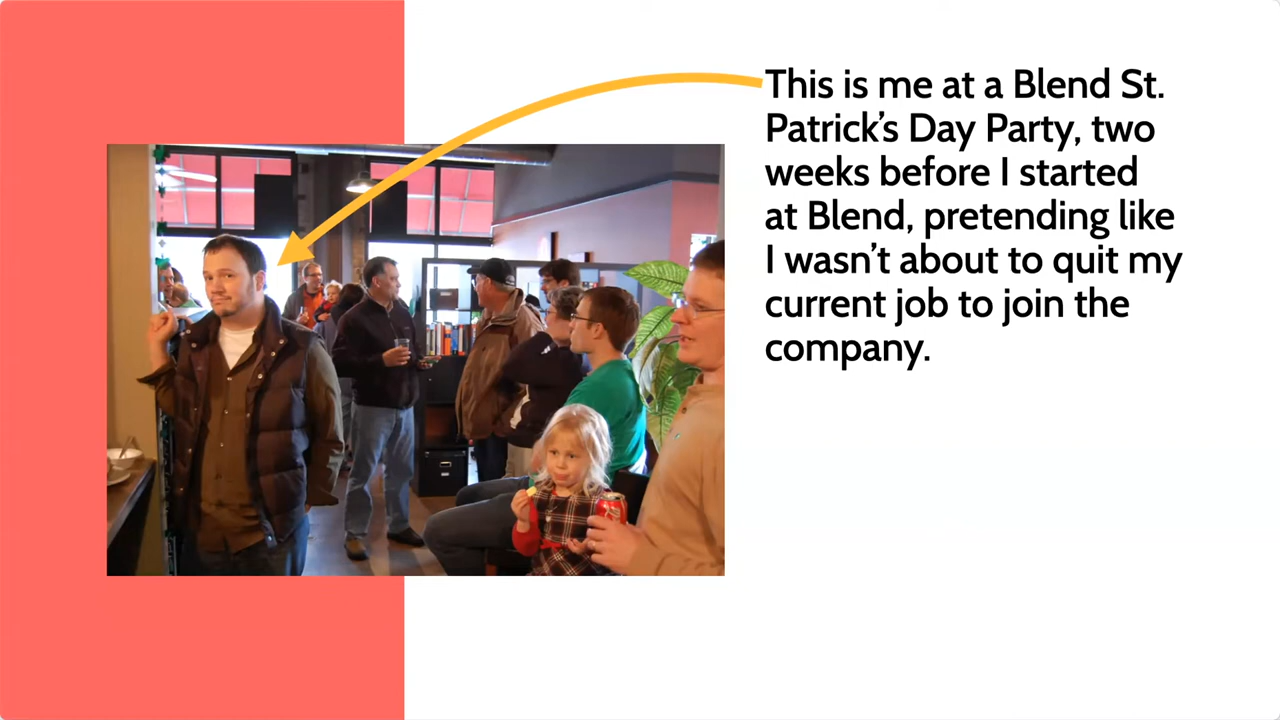 This is me at a Blend St.
Patrick’s Day Party, two
weeks before I started
at Blend, pretending like
I wasn’t about to quit my
current job to join the
company.